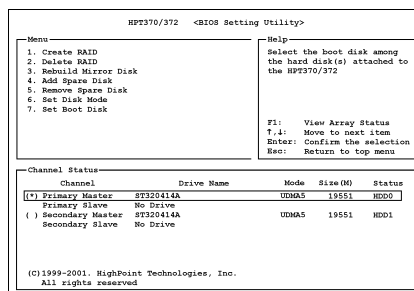 HPT370/372 <BIOS Setting Utility>
Menu
1. Create RAID
2. Delete RAID
3. Rebuild Mirror Disk
4. Add Spare Disk
5. Remove Spare Disk
6. Set Disk Mode
7. Set Boot Disk
Help
Select the boot disk among
the hard disk(s) attached to
the HPT370/372
F1: View Array Status
↑,↓: Move to next item
Enter: Confirm the selection
Esc: Return to top menu
Channel Status
Channel Drive Name Mode Size(M) Status
(*) Primary Master ST320414A UDMA5 19551 HDD0
Primary Slave No Drive
( ) Secondary Master ST320414A UDMA5 19551 HDD1
Secondary Slave No Drive
(C)1999-2001. HighPoint Technologies, Inc.
All rights reserved